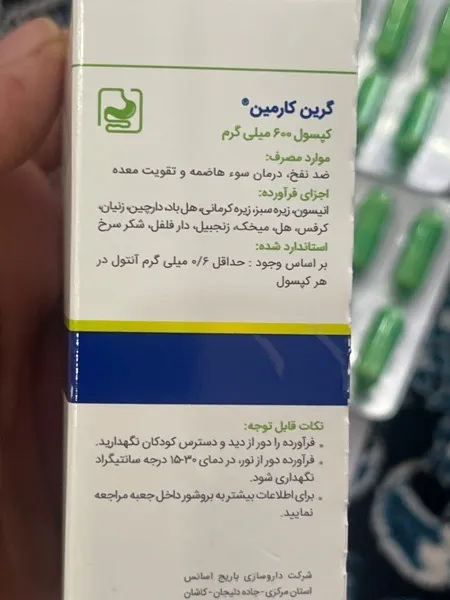 گرین کارمین®
کپسول ۶۰۰ میلی گرم
موارد مصرف:
ضد نفخ، درمان سوء هاضمه و تقویت معده
اجزای فرآورده:
انیسون، زیره سبز، زیره کرمانی، هل باد، دارچین، زنیان،
کرفس، هل، میخک، زنجبیل، دار فلفل، شکر سرخ
استاندارد شده:
بر اساس وجود : حداقل ۰/۶ میلی گرم آنتول در
هر کپسول
نکات قابل توجه:
• فرآورده را دور از دید و دسترس کودکان نگهدارید.
• فرآورده دور از نور، در دمای ۳۰-۱۵ درجه سانتیگراد
نگهداری شود.
• برای اطلاعات بیشتر به بروشور داخل جعبه مراجعه
نمایید.
شرکت داروسازی باریج اسانس
استان مرکزی-جاده دلیجان - کاشان